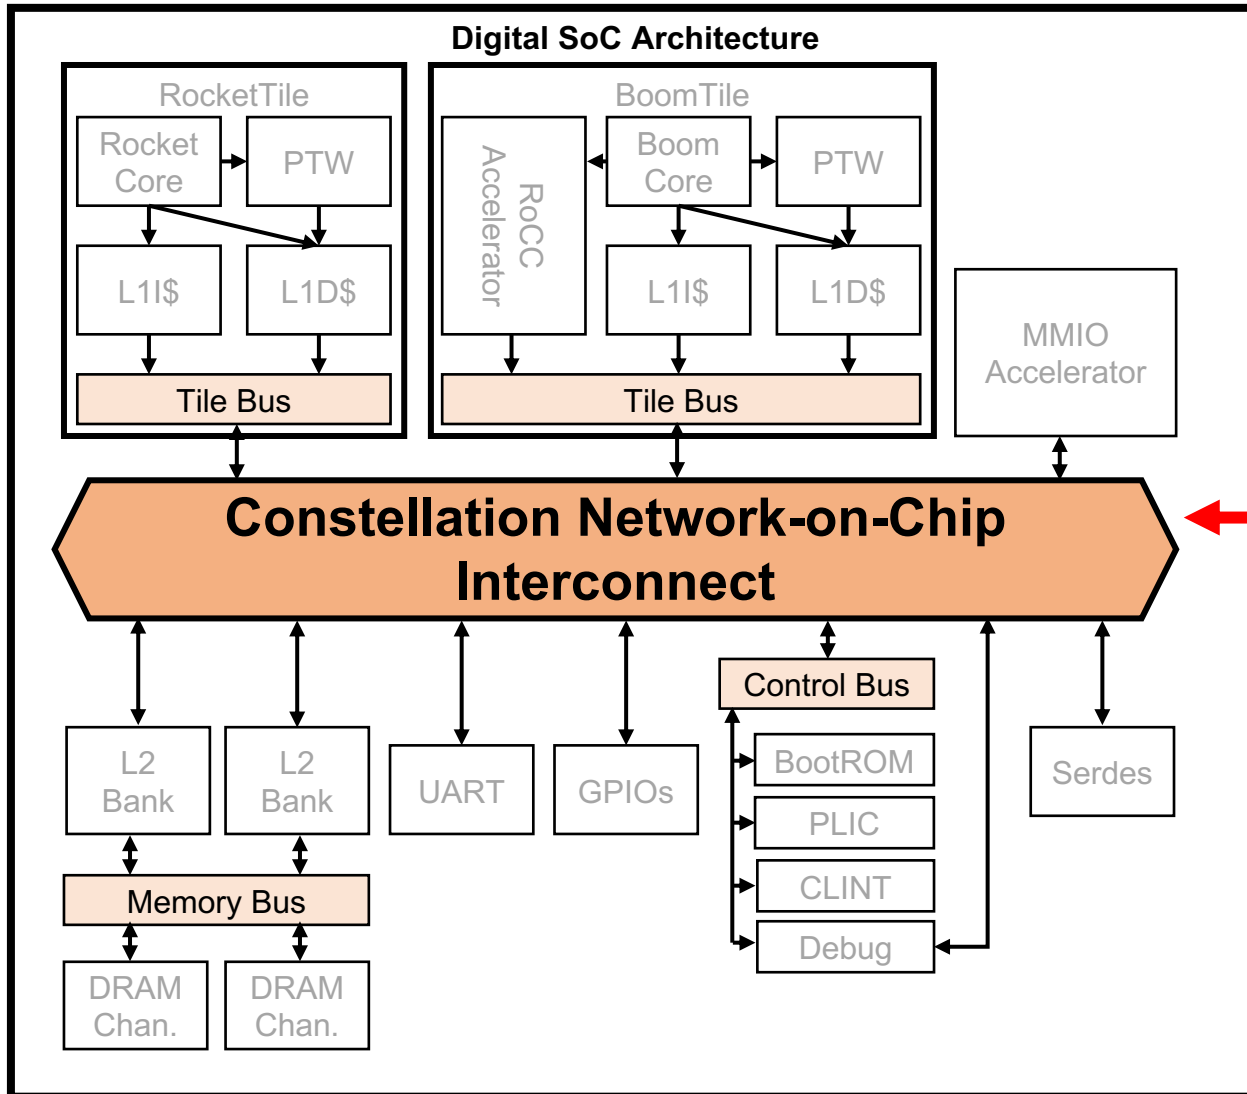 Digital SoC Architecture
RocketTile
Rocket
Core
PTW
L1I$
L1D$
Tile Bus
BoomTile
RoCC
Accelerator
Boom
Core
PTW
L1I$
L1D$
Tile Bus
MMIO
Accelerator
Constellation Network-on-Chip
Interconnect
L2
Bank
L2
Bank
Memory Bus
DRAM
Chan.
DRAM
Chan.
UART
GPIOs
Control Bus
BootROM
PLIC
CLINT
Debug
Serdes